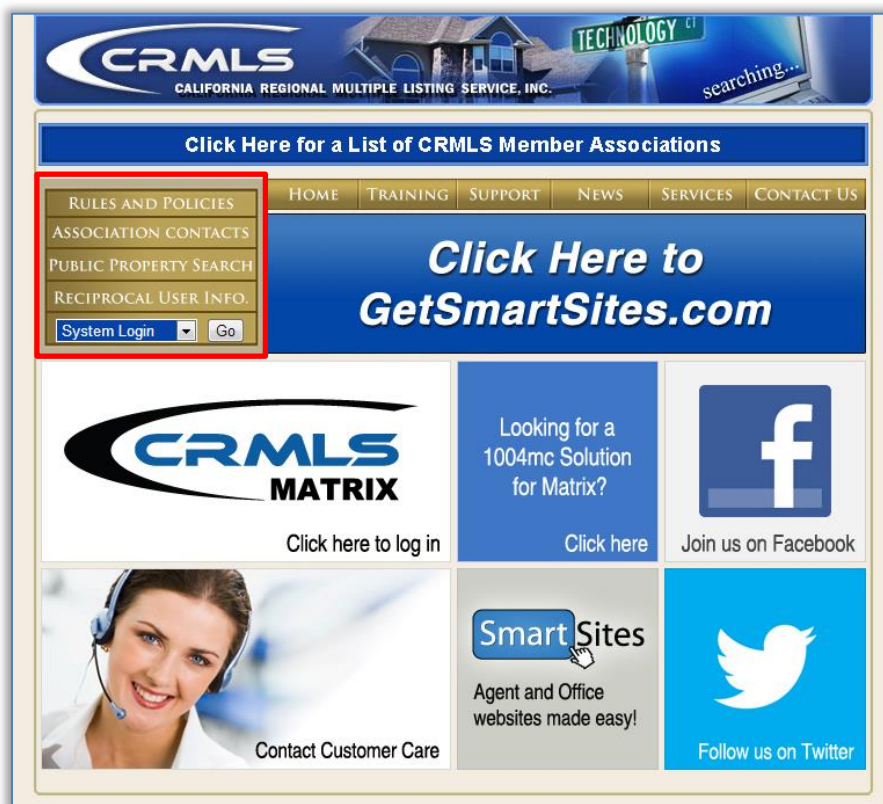 CRMLS
CALIFORNIA REGIONAL MULTIPLE LISTING SERVICE, INC.
TECHNOLOGY CT
searching...
Click Here for a List of CRMLS Member Associations
RULES AND POLICIES
ASSOCIATION CONTACTS
PUBLIC PROPERTY SEARCH
RECIPROCAL USER INFO.
System Login Go
HOME TRAINING SUPPORT NEWS SERVICES CONTACT US
Click Here to
GetSmartSites.com
CRMLS
MATRIX
Click here to log in
Looking for a
1004mc Solution
for Matrix?
Click here
f
Join us on Facebook
Contact Customer Care
Smart Sites
Agent and Office
websites made easy!
Follow us on Twitter